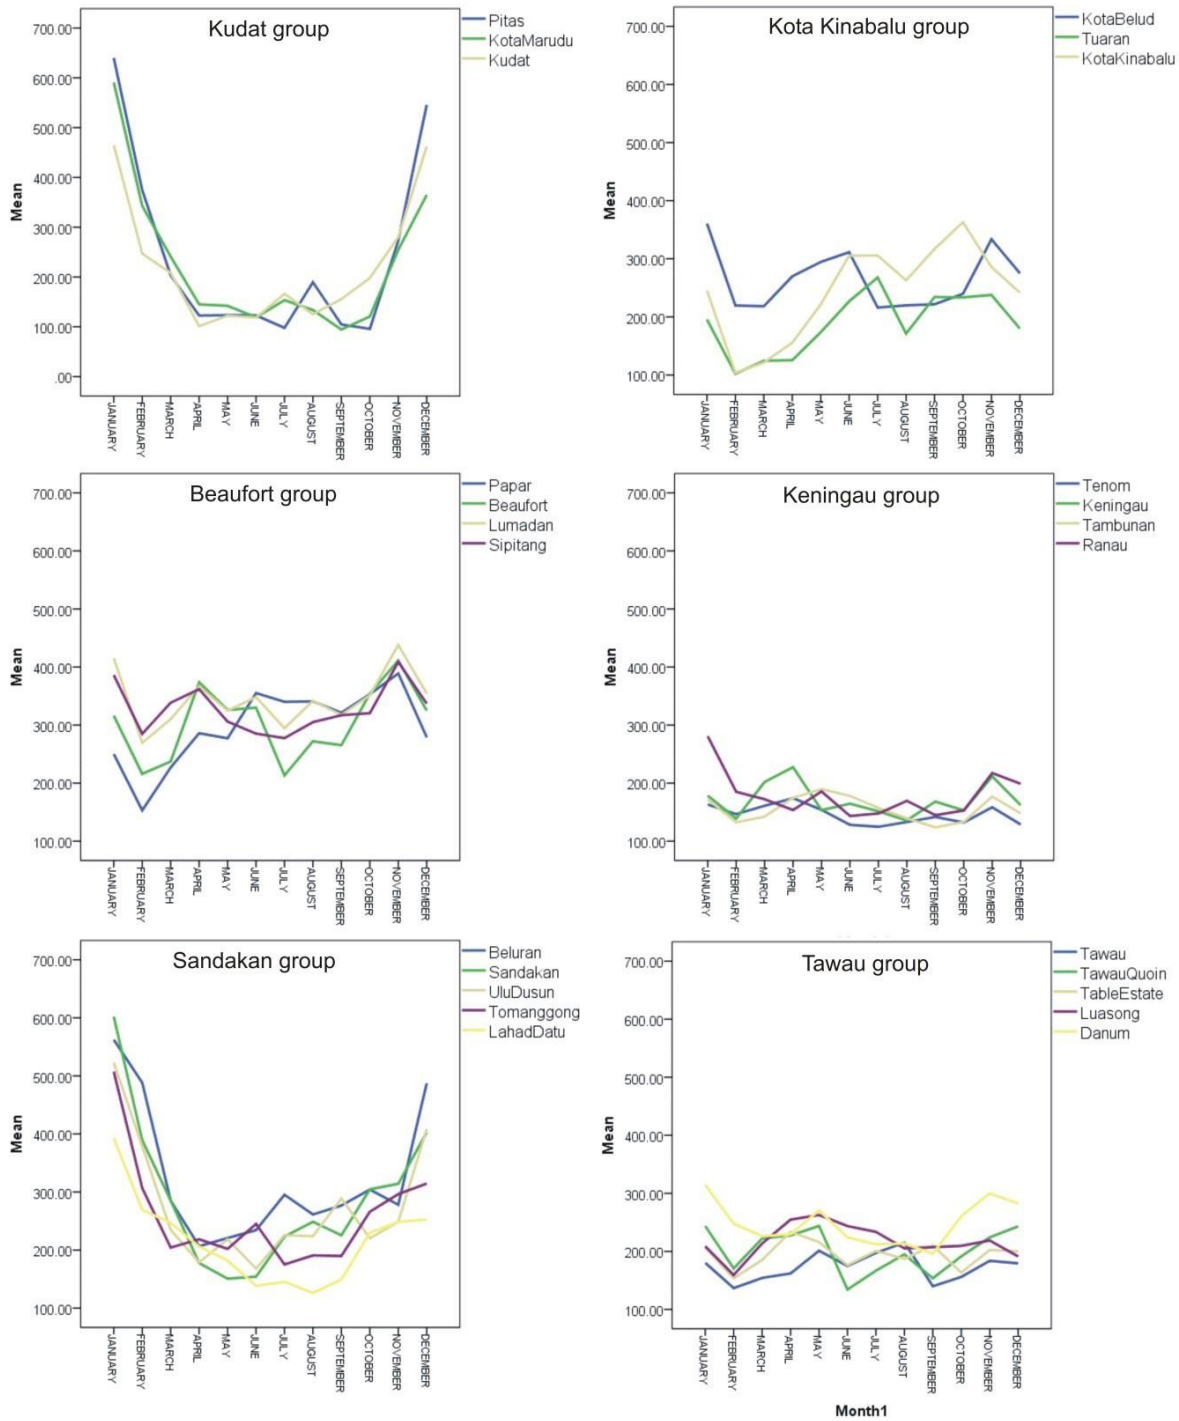 Kudat group
Pitas
KotaMarudu
Kudat
700.00
600.00
500.00
400.00
300.00
200.00
100.00
.00
Mean
JANUARY
FEBRUARY
MARCH
APRIL
MAY
JUNE
JULY
AUGUST
SEPTEMBER
OCTOBER
NOVEMBER
DECEMBER
Kota Kinabalu group
KotaBelud
Tuaran
KotaKinabalu
700.00
600.00
500.00
400.00
300.00
200.00
100.00
Mean
JANUARY
FEBRUARY
MARCH
APRIL
MAY
JUNE
JULY
AUGUST
SEPTEMBER
OCTOBER
NOVEMBER
DECEMBER
Beaufort group
Papar
Beaufort
Lumadan
Sipitang
700.00
600.00
500.00
400.00
300.00
200.00
100.00
Mean
JANUARY
FEBRUARY
MARCH
APRIL
MAY
JUNE
JULY
AUGUST
SEPTEMBER
OCTOBER
NOVEMBER
DECEMBER
Keningau group
Tenom
Keningau
Tambunan
Ranau
700.00
600.00
500.00
400.00
300.00
200.00
100.00
Mean
JANUARY
FEBRUARY
MARCH
APRIL
MAY
JUNE
JULY
AUGUST
SEPTEMBER
OCTOBER
NOVEMBER
DECEMBER
Sandakan group
Beluran
Sandakan
UluDusun
Tomanggong
LahadDatu
700.00
600.00
500.00
400.00
300.00
200.00
100.00
Mean
JANUARY
FEBRUARY
MARCH
APRIL
MAY
JUNE
JULY
AUGUST
SEPTEMBER
OCTOBER
NOVEMBER
DECEMBER
Tawau group
Tawau
TawauQuoin
TableEstate
Luasong
Danum
700.00
600.00
500.00
400.00
300.00
200.00
100.00
Mean
JANUARY
FEBRUARY
MARCH
APRIL
MAY
JUNE
JULY
AUGUST
SEPTEMBER
OCTOBER
NOVEMBER
DECEMBER
Month1